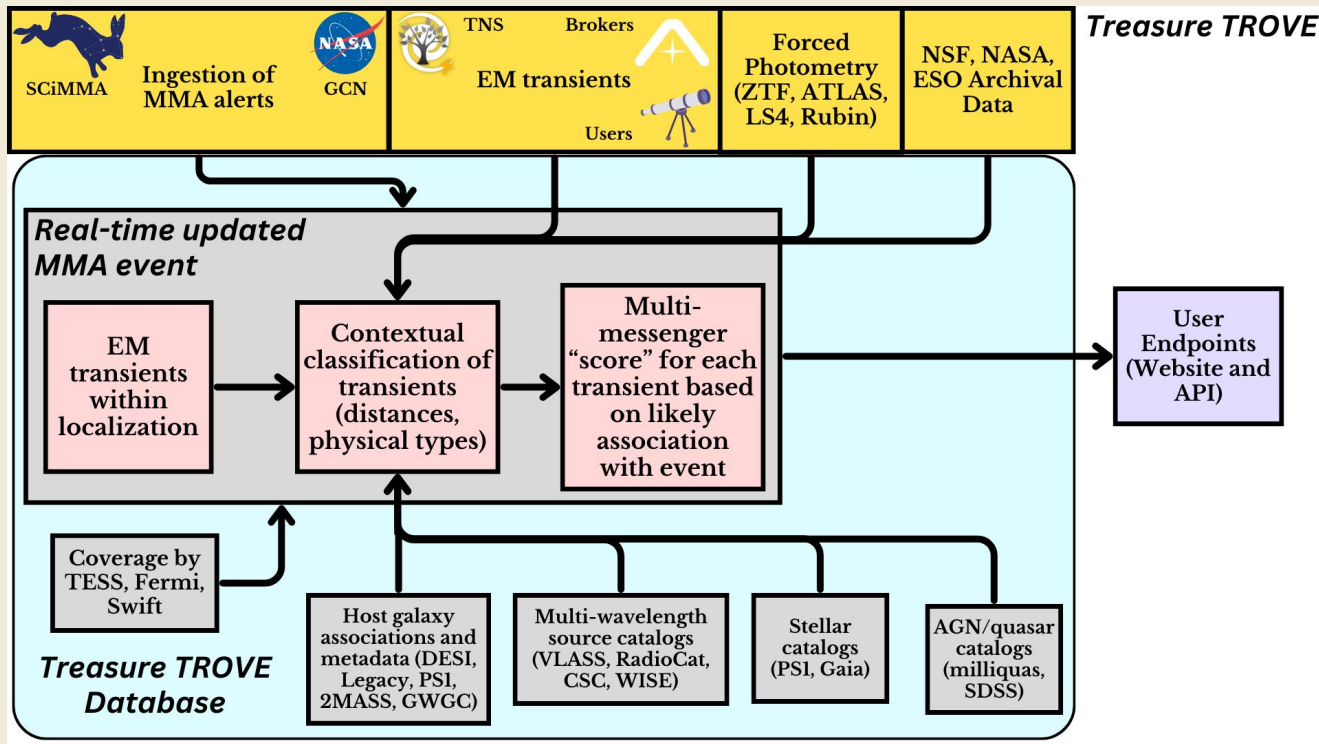 Treasure TROVE
SCiMMA
Ingestion of
MMA alerts
NASA
GCN
TNS
Brokers
EM transients
Users
Forced
Photometry
(ZTF, ATLAS,
LS4, Rubin)
NSF, NASA,
ESO Archival
Data
Real-time updated
MMA event
EM
transients
within
localization
Contextual
classification of
transients
(distances,
physical types)
Multi-
messenger
“score” for each
transient based
on likely
association
with event
User
Endpoints
(Website and
API)
Coverage by
TESS, Fermi,
Swift
Host galaxy
associations and
metadata (DESI,
Legacy, PS1,
2MASS, GWGC)
Multi-wavelength
source catalogs
(VLASS, RadioCat,
CSC, WISE)
Stellar
catalogs
(PS1, Gaia)
AGN/quasar
catalogs
(milliquas,
SDSS)
Treasure TROVE
Database